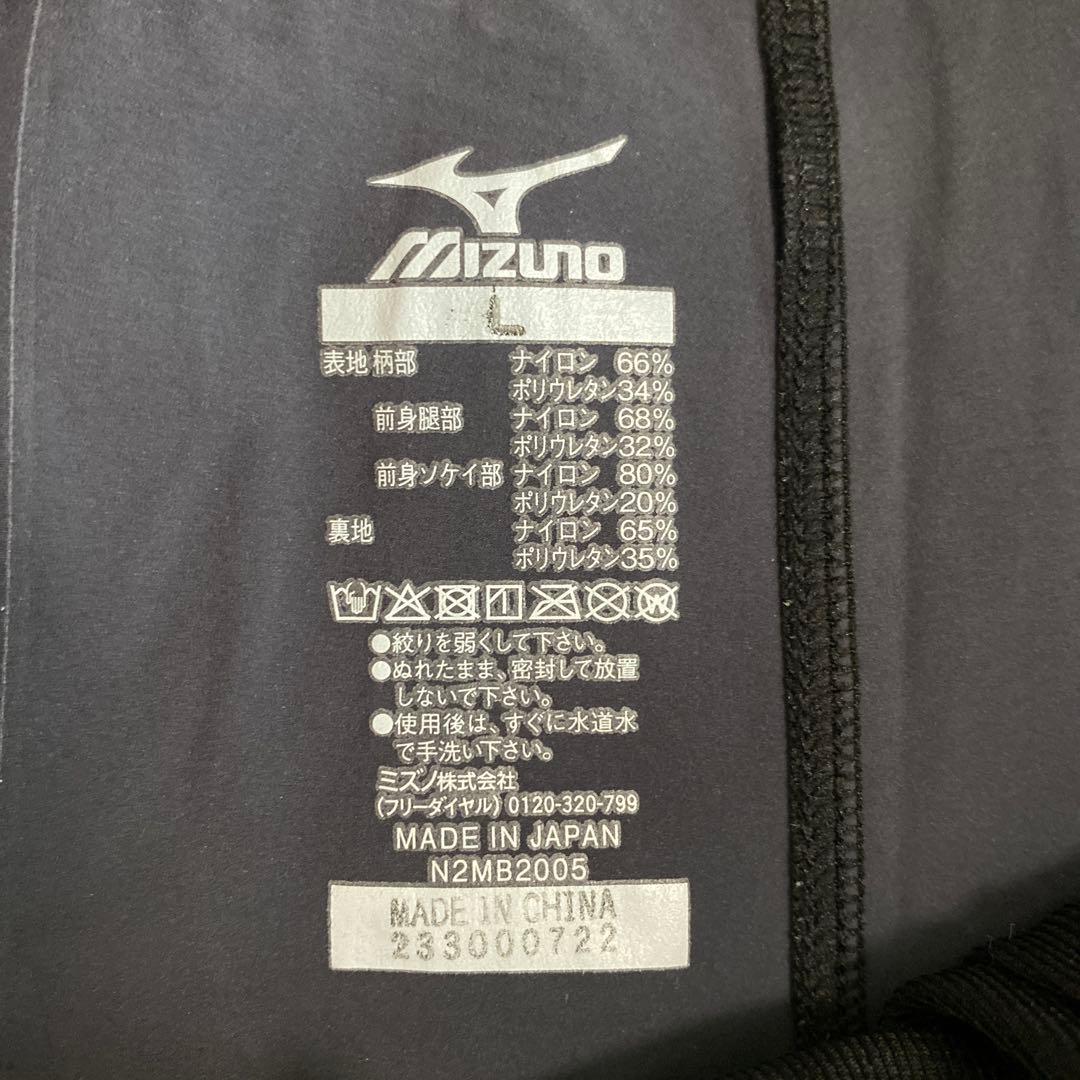 MIZUNO
L
表地 柄部 ナイロン 66%
ポリウレタン34%
前身腿部 ナイロン 68%
ポリウレタン32%
前身ソケイ部 ナイロン 80%
ポリウレタン20%
裏地 ナイロン 65%
ポリウレタン35%
●絞りを弱くして下さい。
●ぬれたまま、密封して放置
しないで下さい。
●使用後は、すぐに水道水
で手洗い下さい。
ミズノ株式会社
(フリーダイヤル) 0120-320-799
MADE IN JAPAN
N2MB2005
MADE IN CHINA
233000722